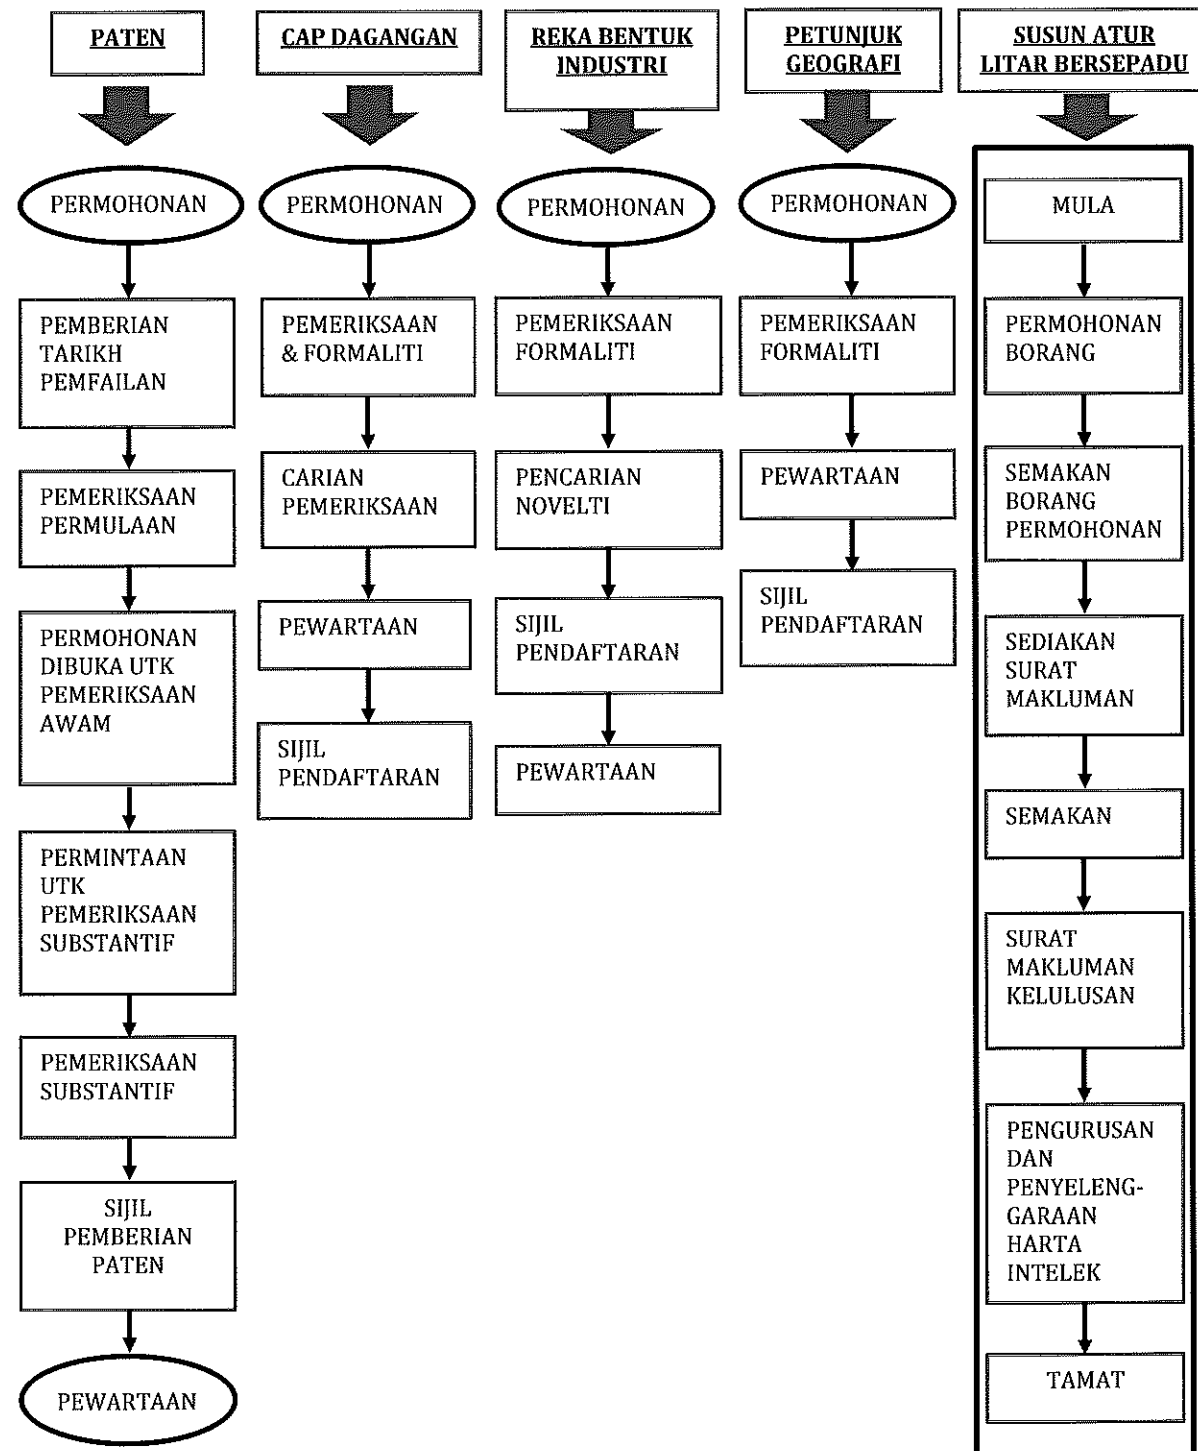 PATEN
PERMOHONAN
PEMBERIAN
TARIKH
PEMFAILAN
PEMERIKSAAN
PERMULAAN
PERMOHONAN
DIBUKA UTK
PEMERIKSAAN
AWAM
PERMINTAAN
UTK
PEMERIKSAAN
SUBSTANTIF
PEMERIKSAAN
SUBSTANTIF
SIJIL
PEMBERIAN
PATEN
PEWARTAAN
CAP DAGANGAN
PERMOHONAN
PEMERIKSAAN
& FORMALITI
CARIAN
PEMERIKSAAN
PEWARTAAN
SIJIL
PENDAFTARAN
REKA BENTUK
INDUSTRI
PERMOHONAN
PEMERIKSAAN
FORMALITI
PENCARIAN
NOVELTI
SIJIL
PENDAFTARAN
PEWARTAAN
PETUNJUK
GEOGRAFI
PERMOHONAN
PEMERIKSAAN
FORMALITI
PEWARTAAN
SIJIL
PENDAFTARAN
SUSUN ATUR
LITAR BERSEPADU
MULA
PERMOHONAN
BORANG
SEMAKAN
BORANG
PERMOHONAN
SEDIAKAN
SURAT
MAKLUMAN
SEMAKAN
SURAT
MAKLUMAN
KELULUSAN
PENGURUSAN
DAN
PENYELENG-
GARAAN
HARTA
INTELEK
TAMAT